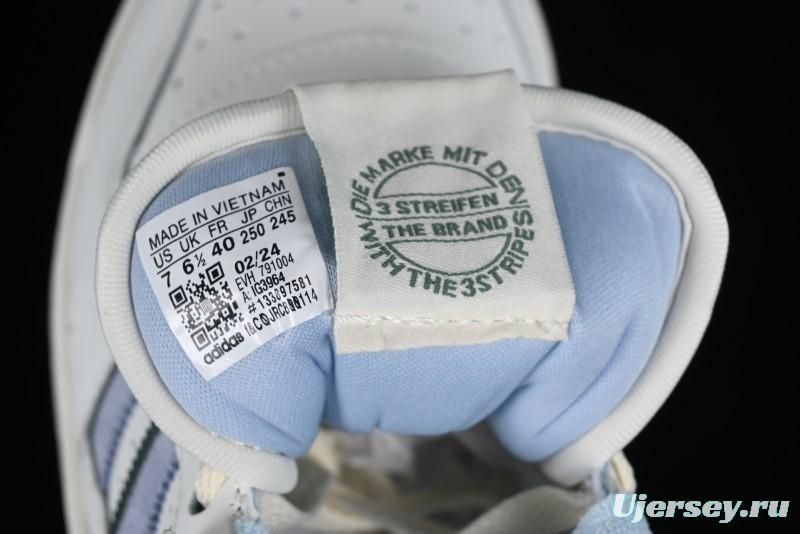 MADE IN VIETNAM
US UK FR JP CHN
7 6½ 40 250 245
02/24
EVH 791004
A: IG3964
#133897581
adidas
DIE MARKE MIT DEN
3 STREIFEN
THE BRAND
WITH THE 3 STRIPES
Ujersey.ru